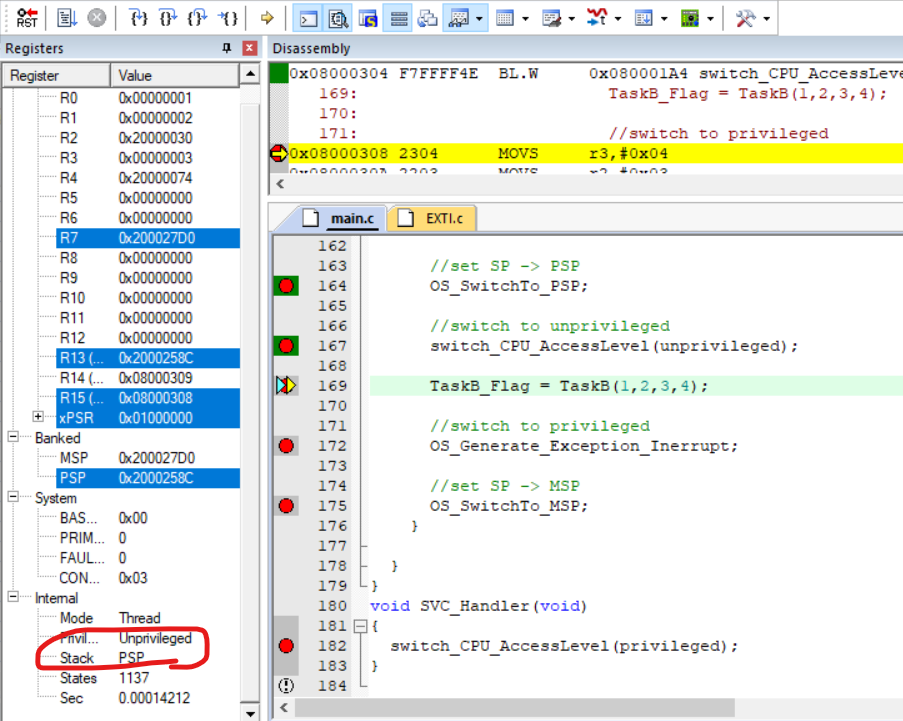 RST
Registers
Register Value
R0 0x00000001
R1 0x00000002
R2 0x20000030
R3 0x00000003
R4 0x20000074
R5 0x00000000
R6 0x00000000
R7 0x200027D0
R8 0x00000000
R9 0x00000000
R10 0x00000000
R11 0x00000000
R12 0x00000000
R13 (... 0x2000258C
R14 (... 0x08000309
R15 (... 0x08000308
xPSR 0x01000000
Banked
MSP 0x200027D0
PSP 0x2000258C
System
BAS... 0x00
PRIM... 0
FAUL... 0
CON... 0x03
Internal
Mode Thread
Privil... Unprivileged
Stack PSP
States 1137
Sec 0.00014212
Disassembly
0x08000304 F7FFFF4E BL.W 0x080001A4 switch_CPU_AccessLeve
169: TaskB_Flag = TaskB(1,2,3,4);
170:
171: //switch to privileged
0x08000308 2304 MOVS r3,#0x04
0x0800030A 2203 MOVS r2,#0x03
main.c EXTI.c
162
163 //set SP -> PSP
164 OS_SwitchTo_PSP;
165
166 //switch to unprivileged
167 switch_CPU_AccessLevel(unprivileged);
168
169 TaskB_Flag = TaskB(1,2,3,4);
170
171 //switch to privileged
172 OS_Generate_Exception_Inerrupt;
173
174 //set SP -> MSP
175 OS_SwitchTo_MSP;
176 }
177
178 }
179 }
180 void SVC_Handler(void)
181 {
182 switch_CPU_AccessLevel(privileged);
183 }
184